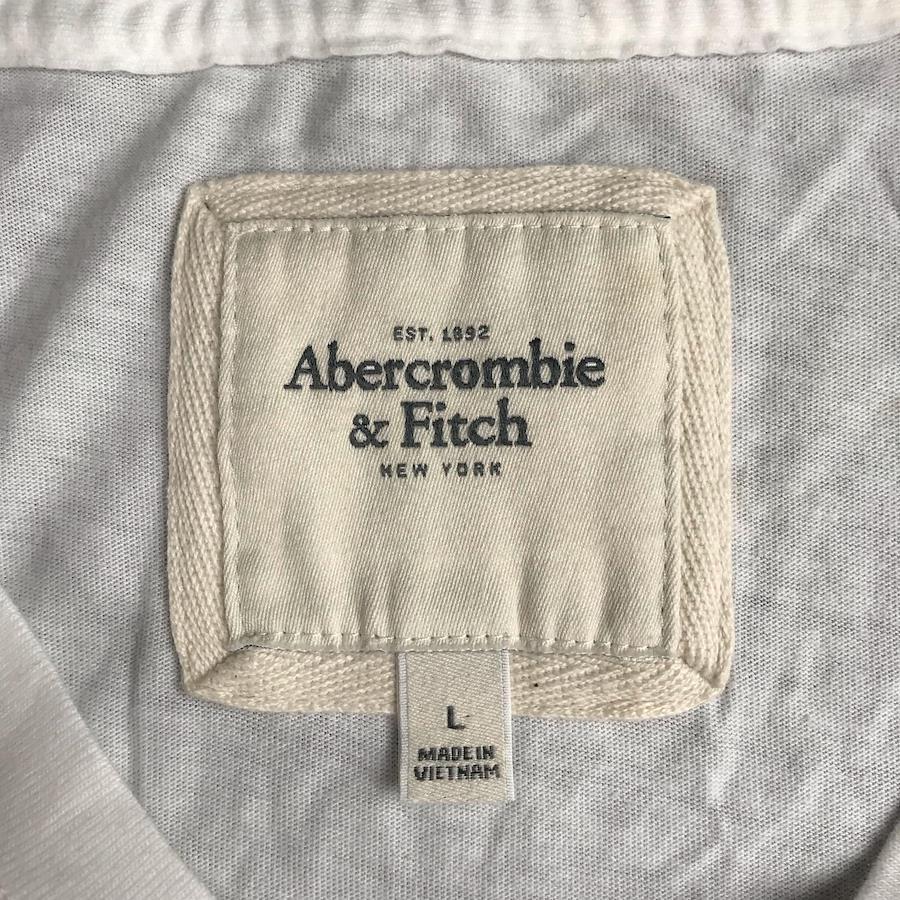 EST. 1892
Abercrombie
& Fitch
NEW YORK
L
MADE IN
VIETNAM